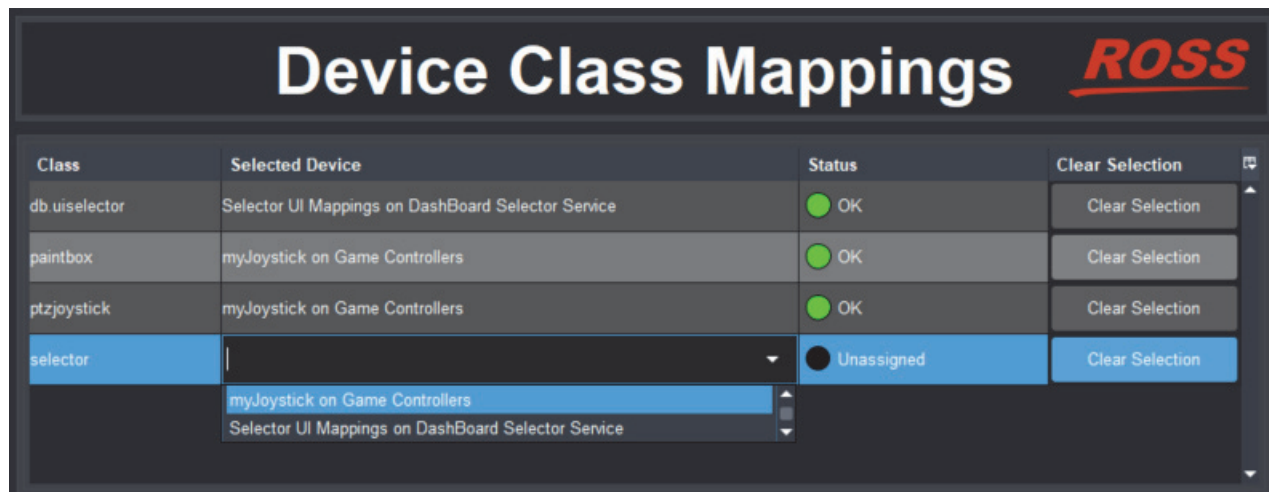 Device Class Mappings ROSS
Class Selected Device Status Clear Selection
db.uiselector Selector UI Mappings on DashBoard Selector Service OK Clear Selection
paintbox myJoystick on Game Controllers OK Clear Selection
ptzjoystick myJoystick on Game Controllers OK Clear Selection
selector Unassigned Clear Selection
myJoystick on Game Controllers
Selector UI Mappings on DashBoard Selector Service